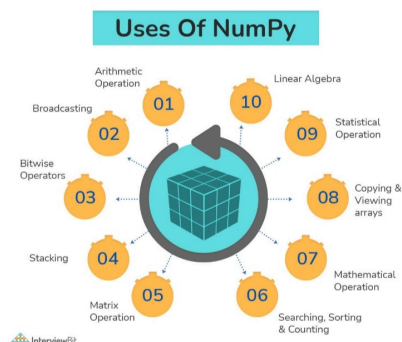 Uses Of NumPy
Arithmetic
Operation
01
Broadcasting
02
Bitwise
Operators
03
Stacking
04
Matrix
Operation
05
Searching, Sorting
& Counting
06
Mathematical
Operation
07
Copying &
Viewing
arrays
08
Statistical
Operation
09
Linear Algebra
10
InterviewBit